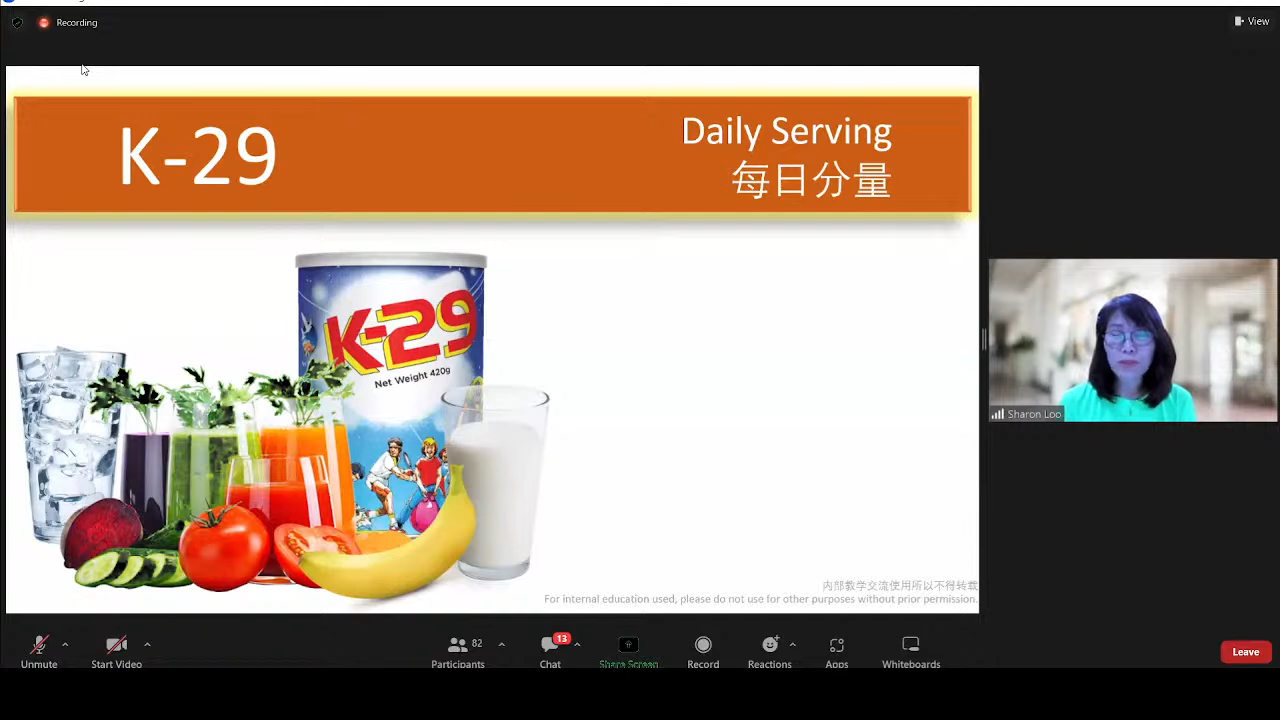 Recording
View
K-29
Daily Serving
每日分量
K-29
Net Weight 420g
Sharon Loo
内部教学交流使用所以不得转载
For internal education used, please do not use for other purposes without prior permission.
82
13
Unmute
Start Video
Participants
Chat
Share Screen
Record
Reactions
Apps
Whiteboards
Leave